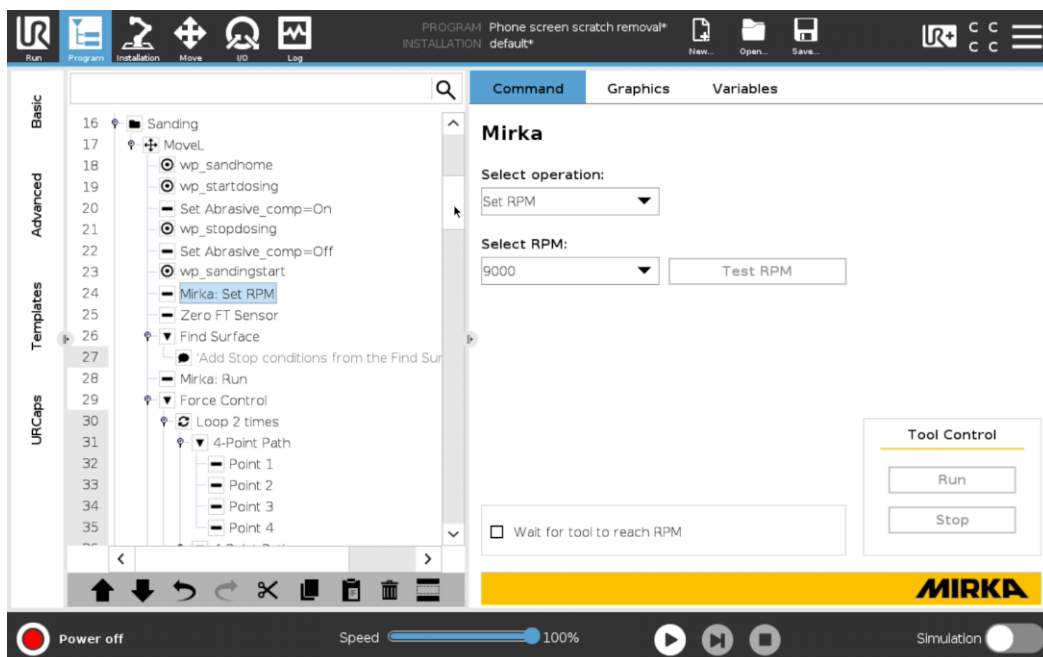 UR
PROGRAM Phone screen scratch removal*
INSTALLATION default*
Run Program Installation Move I/O Log New... Open... Save...
UR+
C C
C C
Basic
Advanced
Templates
URCaps
16 Sanding
17 MoveL
18 wp_sandhome
19 wp_startdosing
20 Set Abrasive_comp=On
21 wp_stopdosing
22 Set Abrasive_comp=Off
23 wp_sandingstart
24 Mirka: Set RPM
25 Zero FT Sensor
26 Find Surface
27 'Add Stop conditions from the Find Sur
28 Mirka: Run
29 Force Control
30 Loop 2 times
31 4-Point Path
32 Point 1
33 Point 2
34 Point 3
35 Point 4
Command Graphics Variables
Mirka
Select operation:
Set RPM
Select RPM:
9000 Test RPM
Tool Control
Run
Stop
Wait for tool to reach RPM
MIRKA
Power off Speed 100% Simulation